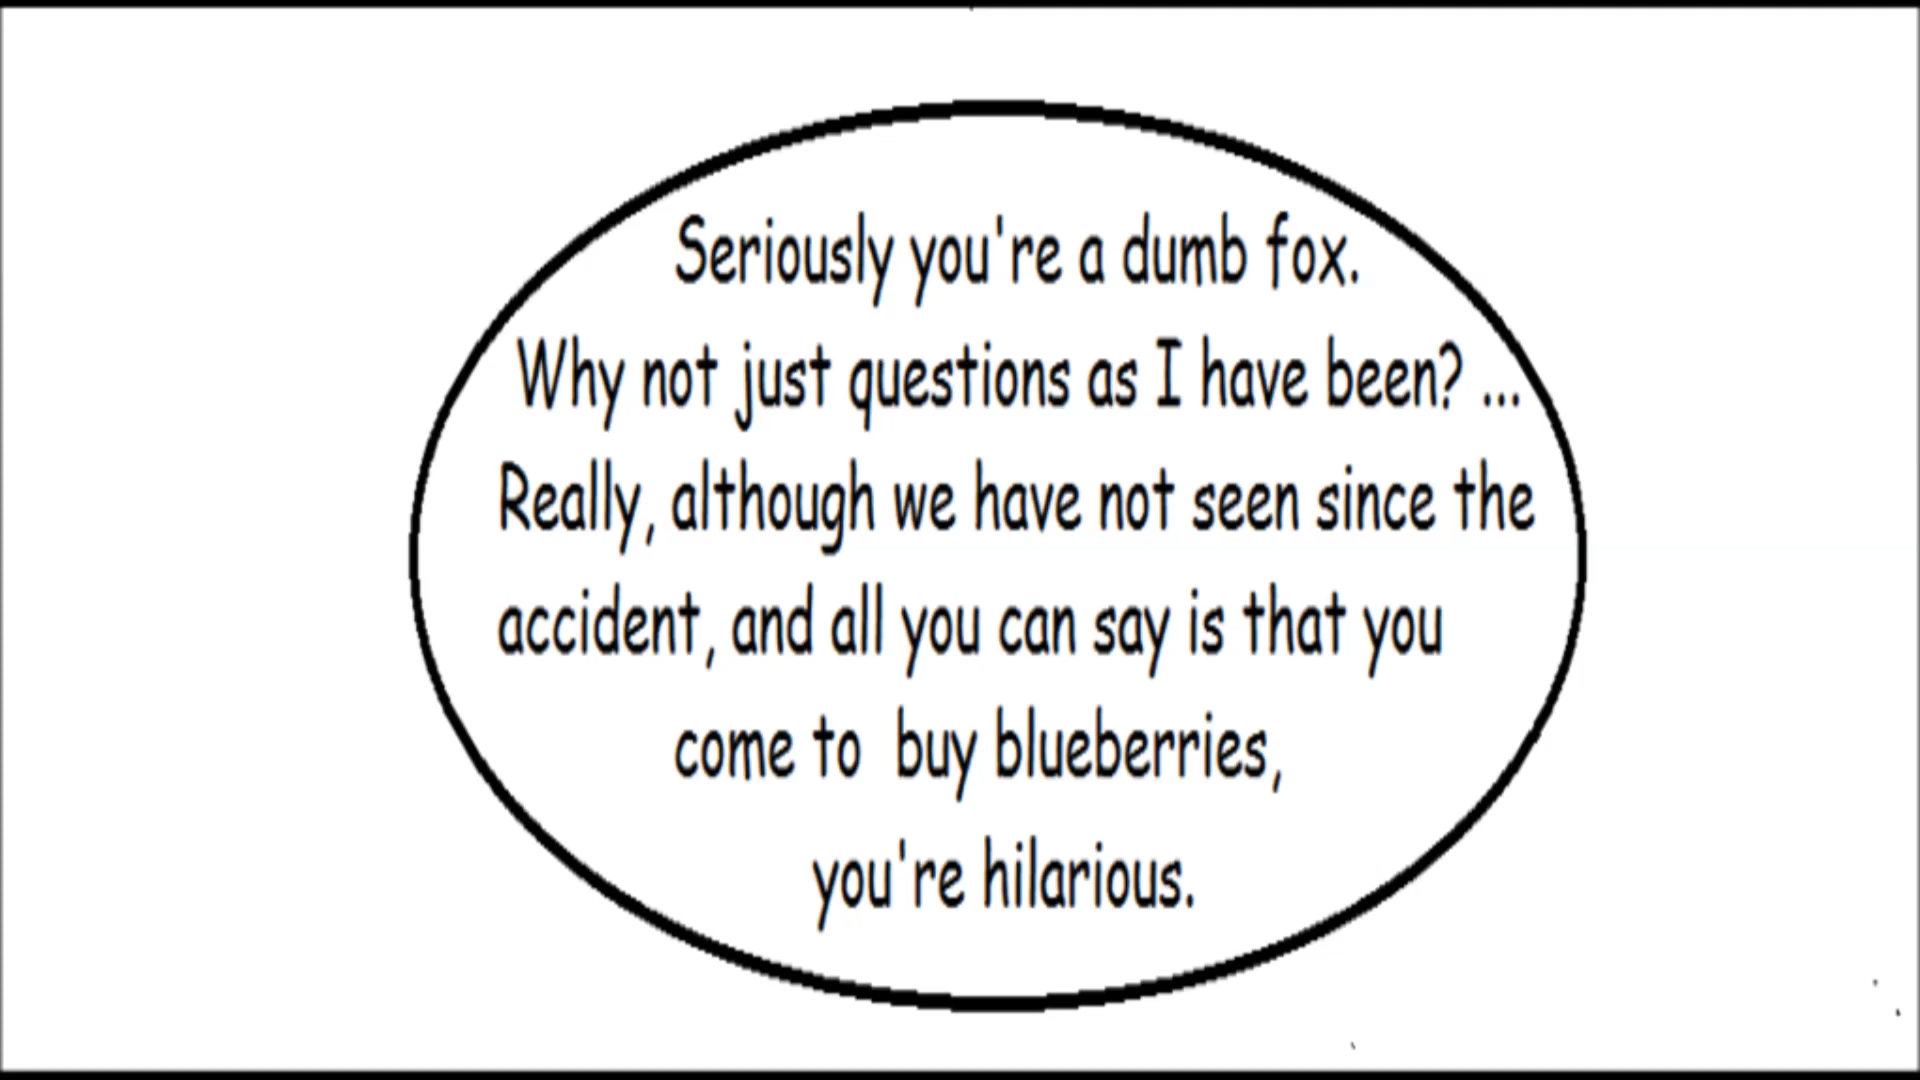 Seriously you're a dumb fox.
Why not just questions as I have been? ...
Really, although we have not seen since the
accident, and all you can say is that you
come to  buy blueberries,
you're hilarious.